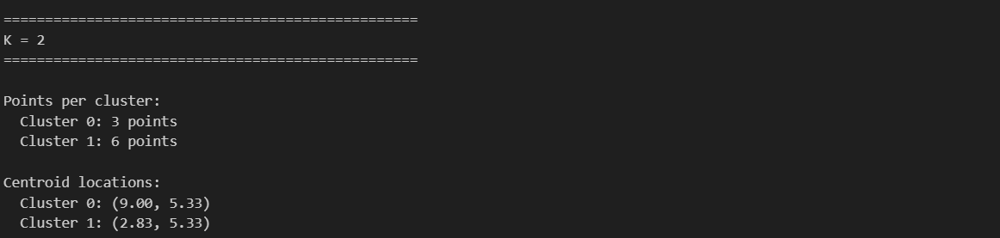 ==================================================
K = 2
==================================================
Points per cluster:
  Cluster 0: 3 points
  Cluster 1: 6 points
Centroid locations:
  Cluster 0: (9.00, 5.33)
  Cluster 1: (2.83, 5.33)